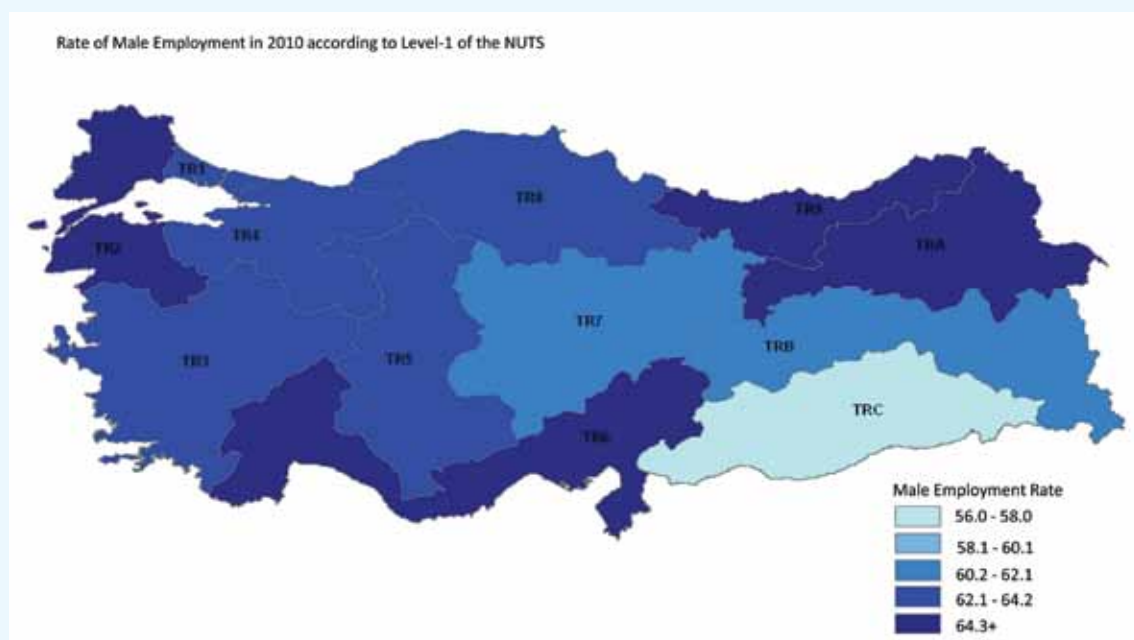 Rate of Male Employment in 2010 according to Level-1 of the NUTS
TR1
TR8
TR9
TR4
TR2
TRA
TR7
TRB
TR3
TR5
TRC
TR6
Male Employment Rate
56.0 - 58.0
58.1 - 60.1
60.2 - 62.1
62.1 - 64.2
64.3+